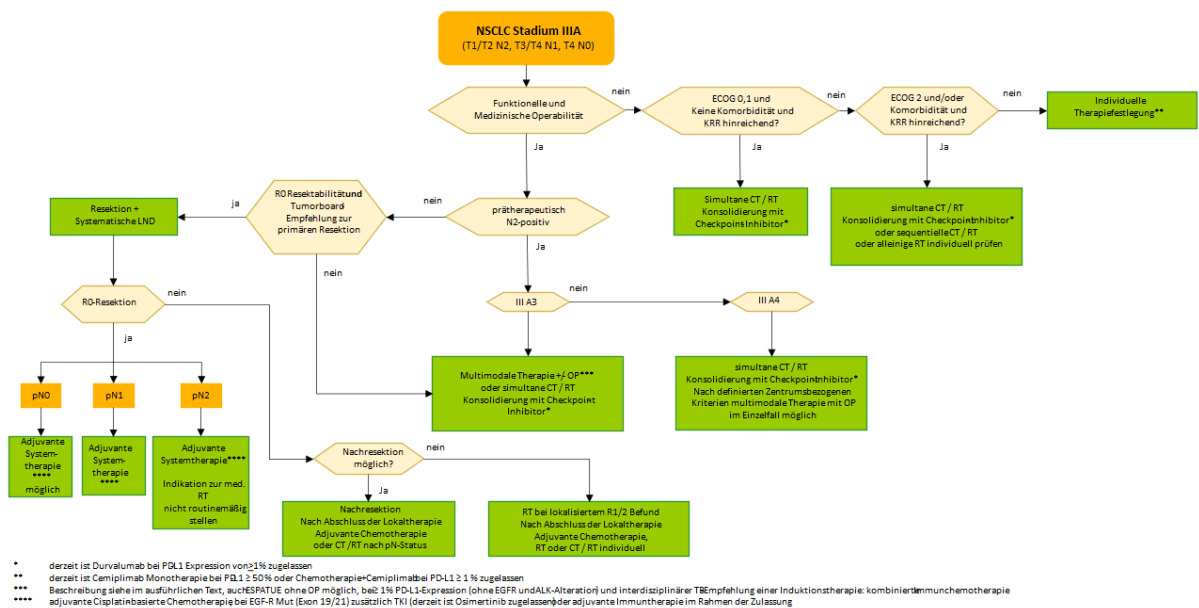 NSCLC Stadium IIIA
(T1/T2 N2, T3/T4 N1, T4 N0)
Funktionelle und
Medizinische Operabilität
nein
ECOG 0,1 und
Keine Komorbidität und
KRR hinreichend?
nein
ECOG 2 und/oder
Komorbidität und
KRR hinreichend?
nein
Individuelle
Therapiefestlegung**
Ja
Ja
Ja
Resektion +
Systematische LND
ja
R0 Resektabilität und
Tumorboard-
Empfehlung zur
primären Resektion
nein
prätherapeutisch
N2-positiv
Simultane CT / RT
Konsolidierung mit
Checkpoint-Inhibitor*
simultane CT / RT
Konsolidierung mit Checkpoint-Inhibitor*
oder sequentielle CT / RT
oder alleinige RT individuell prüfen
Ja
nein
R0-Resektion
nein
III A3
nein
III A4
ja
Multimodale Therapie +/- OP***
oder simultane CT / RT
Konsolidierung mit Checkpoint
Inhibitor*
simultane CT / RT
Konsolidierung mit Checkpointinhibitor*
Nach definierten Zentrumsbezogenen
Kriterien multimodale Therapie mit OP
im Einzelfall möglich
pN0
pN1
pN2
Adjuvante
System-
therapie
****
möglich
Adjuvante
System-
therapie
****
Adjuvante
Systemtherapie****
Indikation zur med.
RT
nicht routinemäßig
stellen
Nachresektion
möglich?
nein
Ja
Nachresektion
Nach Abschluss der Lokaltherapie
Adjuvante Chemotherapie
oder CT /RT nach pN-Status
RT bei lokalisiertem R1/2 Befund
Nach Abschluss der Lokaltherapie
Adjuvante Chemotherapie,
RT oder CT / RT individuell
* derzeit ist Durvalumab bei PD-L1 Expression von ≥1% zugelassen
** derzeit ist Cemiplimab Monotherapie bei PD-L1 ≥ 50% oder Chemotherapie+Cemiplimab bei PD-L1 ≥ 1 % zugelassen
*** Beschreibung siehe im ausführlichen Text, auch ESPATUE ohne OP möglich, bei ≥ 1% PD-L1-Expression (ohne EGFR und ALK-Alteration) und interdisziplinärer TB-Empfehlung einer Induktionstherapie: kombinierte Immunchemotherapie
**** adjuvante Cisplatin-basierte Chemotherapie bei EGF-R Mut (Exon 19/21) zusätzlich TKI (derzeit ist Osimertinib zugelassen) oder adjuvante Immuntherapie im Rahmen der Zulassung